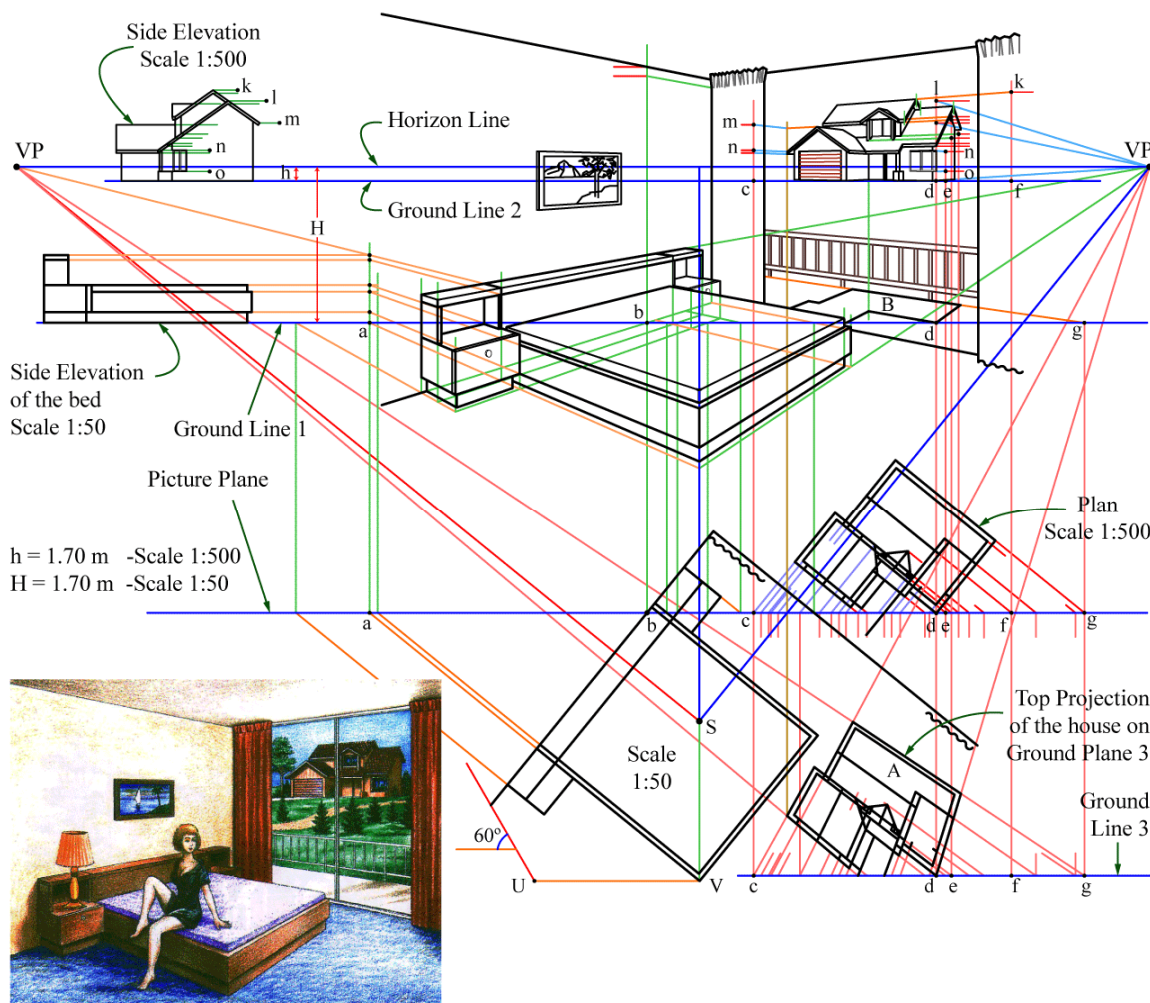 Side Elevation
Scale 1:500
k
l
m
n
o
VP
h
Horizon Line
Ground Line 2
H
l
k
m
n
n
o
c
d
e
f
VP
Side Elevation
of the bed
Scale 1:50
Ground Line 1
a
b
o
o
B
d
g
Picture Plane
Plan
Scale 1:500
h = 1.70 m -Scale 1:500
H = 1.70 m -Scale 1:50
a
b
c
d
e
f
g
S
Scale
1:50
Top Projection
of the house on
Ground Plane 3
A
Ground
Line 3
60º
U
V
c
d
e
f
g